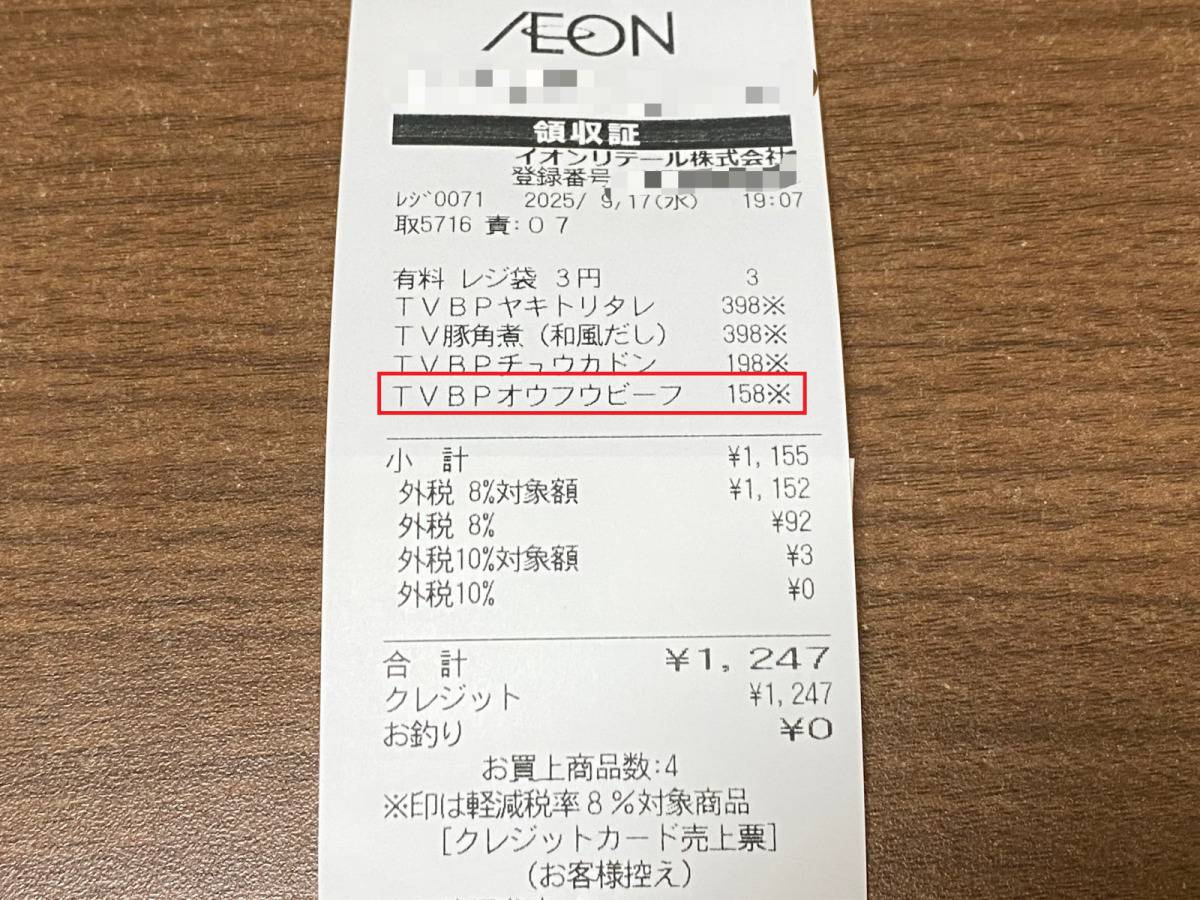 ÆON
領収証
イオンリテール株式会社
登録番号
レジ0071 2025/ 9/17(水) 19:07
取5716 責:07
有料 レジ袋 3円 3
TVBPヤキトリタレ 398※
TV豚角煮(和風だし) 398※
TVBPチュウカドン 198※
TVBPオウフウビーフ 158※
小 計 ¥1,155
外税 8%対象額 ¥1,152
外税 8% ¥92
外税10%対象額 ¥3
外税10% ¥0
合 計 ¥1,247
クレジット ¥1,247
お釣り ¥0
お買上商品数:4
※印は軽減税率8%対象商品
[クレジットカード売上票]
(お客様控え)